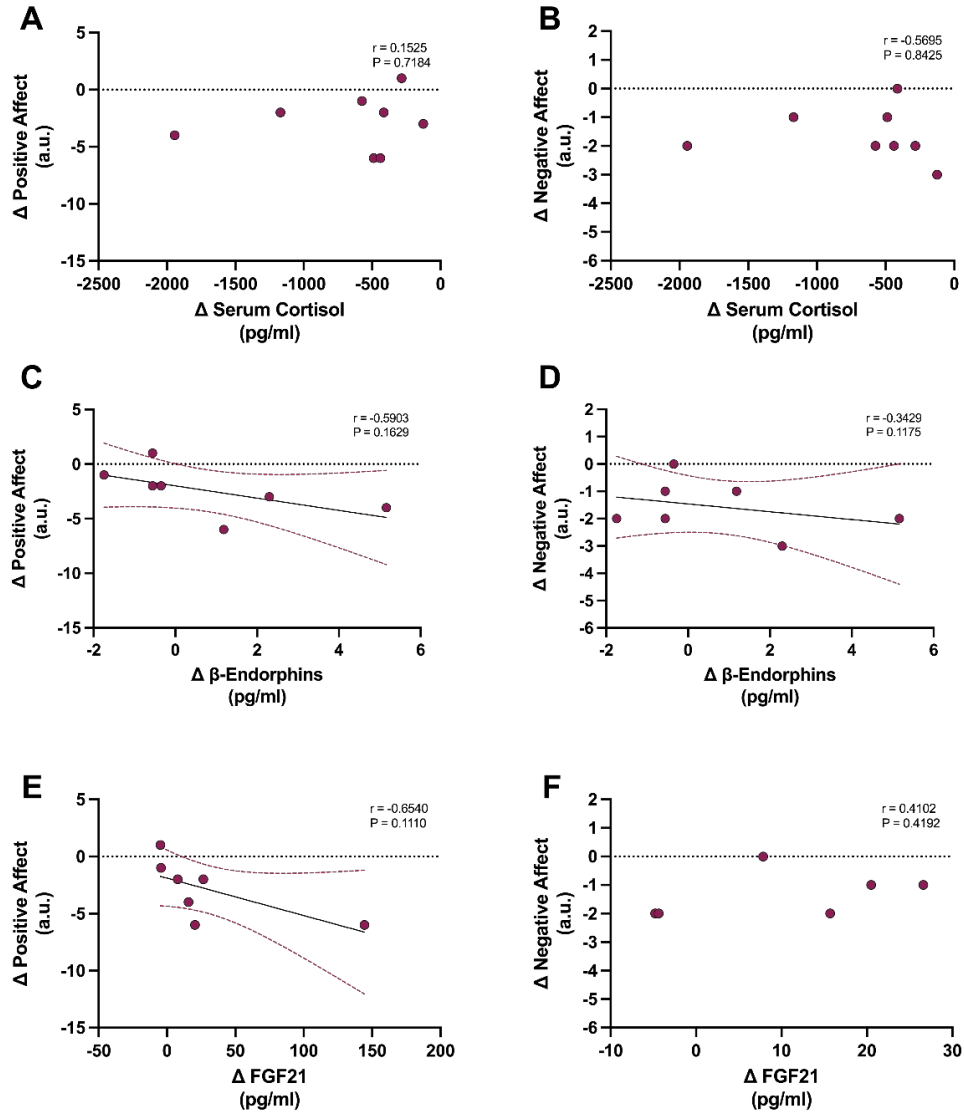 A
r = 0.1525
P = 0.7184
5
0
-5
-10
-15
Δ Positive Affect
(a.u.)
-2500 -2000 -1500 -1000 -500 0
Δ Serum Cortisol
(pg/ml)
B
r = -0.5695
P = 0.8425
2
1
0
-1
-2
-3
-4
-5
-6
Δ Negative Affect
(a.u.)
-2500 -2000 -1500 -1000 -500 0
Δ Serum Cortisol
(pg/ml)
C
r = -0.5903
P = 0.1629
5
0
-5
-10
-15
Δ Positive Affect
(a.u.)
-2 0 2 4 6
Δ β-Endorphins
(pg/ml)
D
r = -0.3429
P = 0.1175
2
1
0
-1
-2
-3
-4
-5
-6
Δ Negative Affect
(a.u.)
-2 0 2 4 6
Δ β-Endorphins
(pg/ml)
E
r = -0.6540
P = 0.1110
5
0
-5
-10
-15
Δ Positive Affect
(a.u.)
-50 0 50 100 150 200
Δ FGF21
(pg/ml)
F
r = 0.4102
P = 0.4192
2
1
0
-1
-2
-3
-4
-5
-6
Δ Negative Affect
(a.u.)
-10 0 10 20 30
Δ FGF21
(pg/ml)